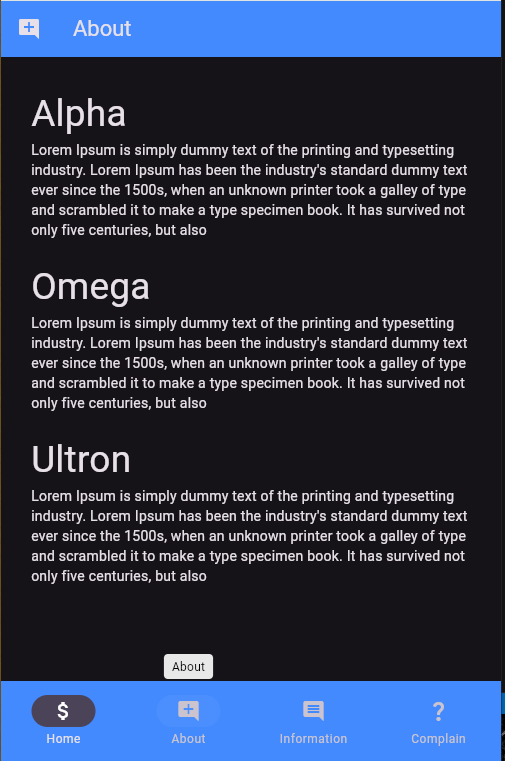 About
Alpha
Lorem Ipsum is simply dummy text of the printing and typesetting
industry. Lorem Ipsum has been the industry's standard dummy text
ever since the 1500s, when an unknown printer took a galley of type
and scrambled it to make a type specimen book. It has survived not
only five centuries, but also
Omega
Lorem Ipsum is simply dummy text of the printing and typesetting
industry. Lorem Ipsum has been the industry's standard dummy text
ever since the 1500s, when an unknown printer took a galley of type
and scrambled it to make a type specimen book. It has survived not
only five centuries, but also
Ultron
Lorem Ipsum is simply dummy text of the printing and typesetting
industry. Lorem Ipsum has been the industry's standard dummy text
ever since the 1500s, when an unknown printer took a galley of type
and scrambled it to make a type specimen book. It has survived not
only five centuries, but also
About
$ ?
Home About Information Complain